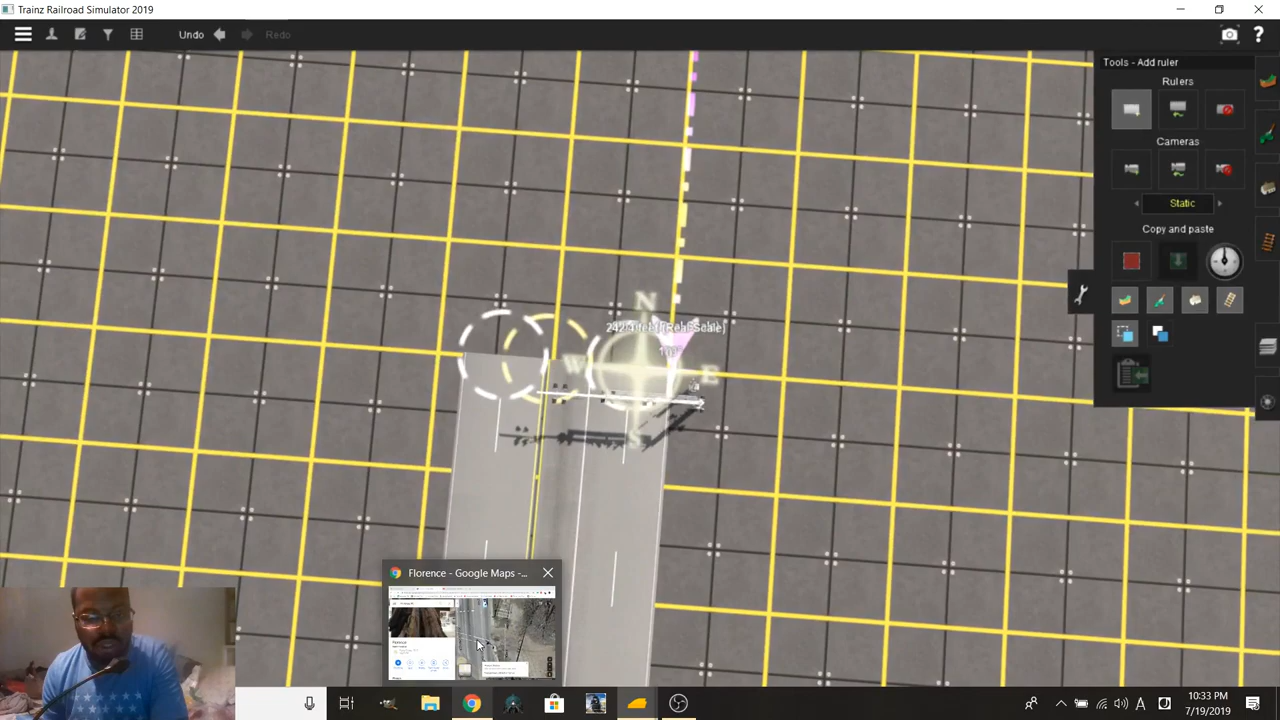 Trainz Railroad Simulator 2019
Undo
Redo
?
Tools - Add ruler
Rulers
Cameras
Static
Copy and paste
N
W
E
S
Florence - Google Maps -...
Florence
10:33 PM
7/19/2019